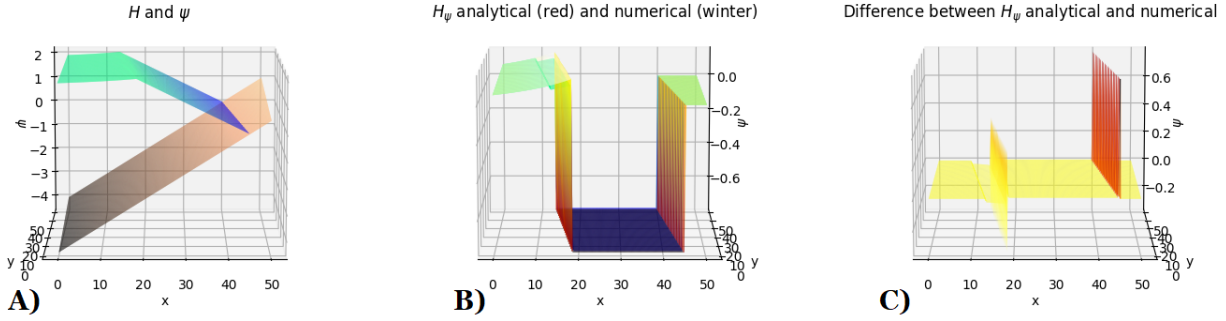 H and ψ
2
1
0
−1
−2
−3
−4
ψ
50
40
30
20
10
0
y
0 10 20 30 40 50
x
A)
H_ψ analytical (red) and numerical (winter)
0.0
−0.2
−0.4
−0.6
ψ
50
40
30
20
10
0
y
0 10 20 30 40 50
x
B)
Difference between H_ψ analytical and numerical
0.6
0.4
0.2
0.0
−0.2
ψ
50
40
30
20
10
0
y
0 10 20 30 40 50
x
C)